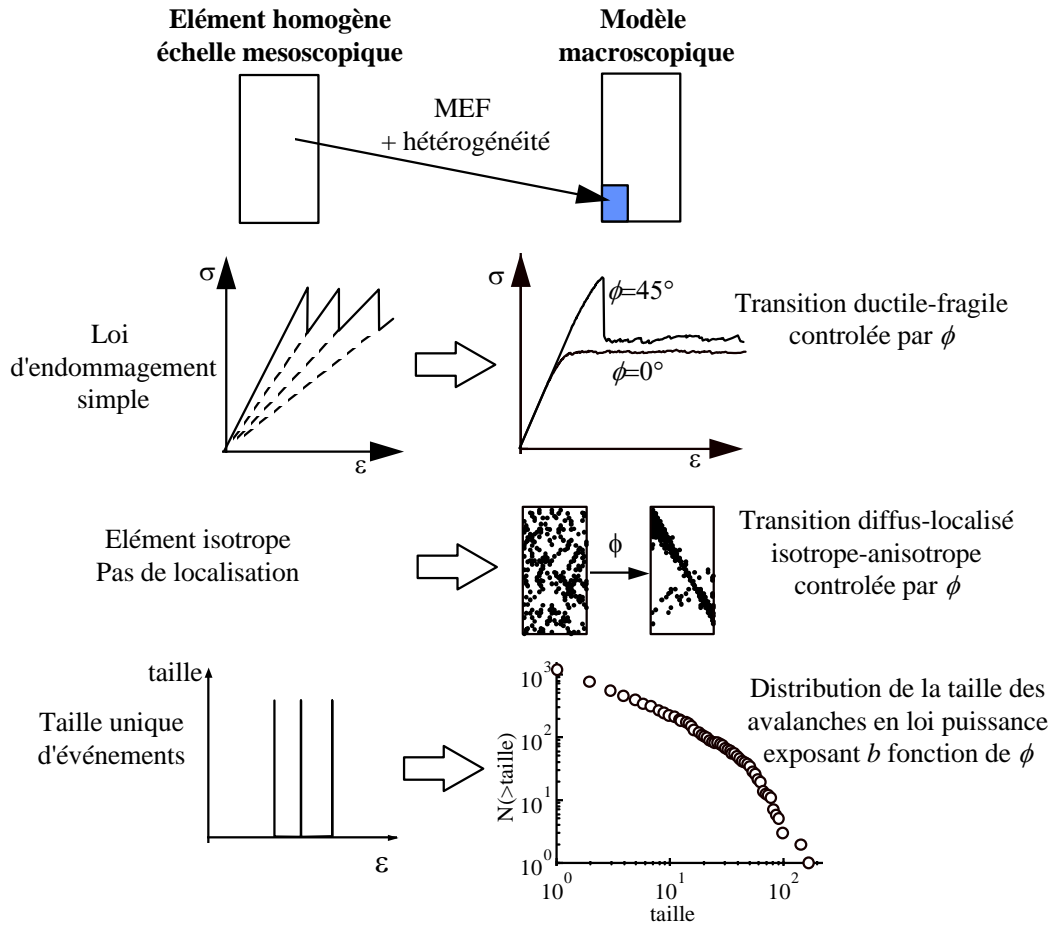 Elément homogène
échelle mesoscopique
Modèle
macroscopique
MEF
+ hétérogénéité
Loi
d'endommagement
simple
σ
ε
σ
ϕ=45°
ϕ=0°
ε
Transition ductile-fragile
controlée par ϕ
Elément isotrope
Pas de localisation
ϕ
Transition diffus-localisé
isotrope-anisotrope
controlée par ϕ
Taille unique
d'événements
taille
ε
N(>taille)
10³
10²
10¹
10⁰
10⁰
10¹
10²
taille
Distribution de la taille des
avalanches en loi puissance
exposant b fonction de ϕ